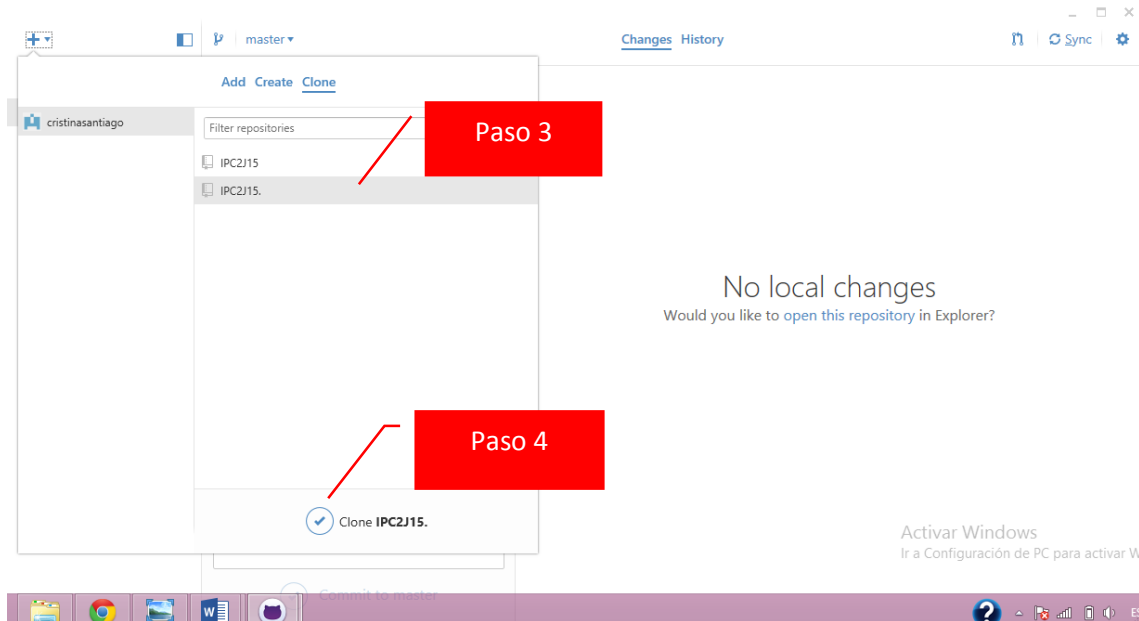 master
Changes History
Sync
Add Create Clone
cristinasantiago
Filter repositories
IPC2J15
IPC2J15.
Paso 3
No local changes
Would you like to open this repository in Explorer?
Paso 4
Clone IPC2J15.
Activar Windows
Ir a Configuración de PC para activar W
Commit to master
ES